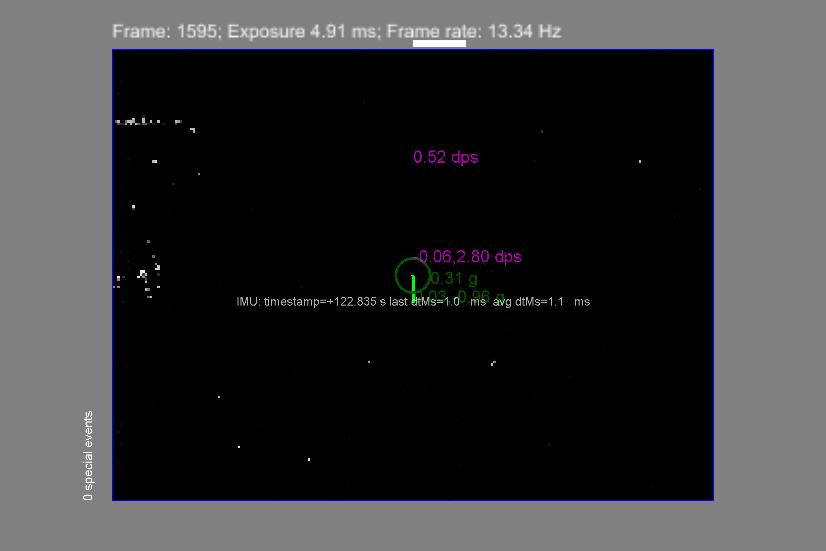 Frame: 1595; Exposure 4.91 ms; Frame rate: 13.34 Hz
0.52 dps
-0.06,2.80 dps
0.31 g
IMU: timestamp=+122.835 s last dtMs=1.0 ms avg dtMs=1.1 ms
0 special events